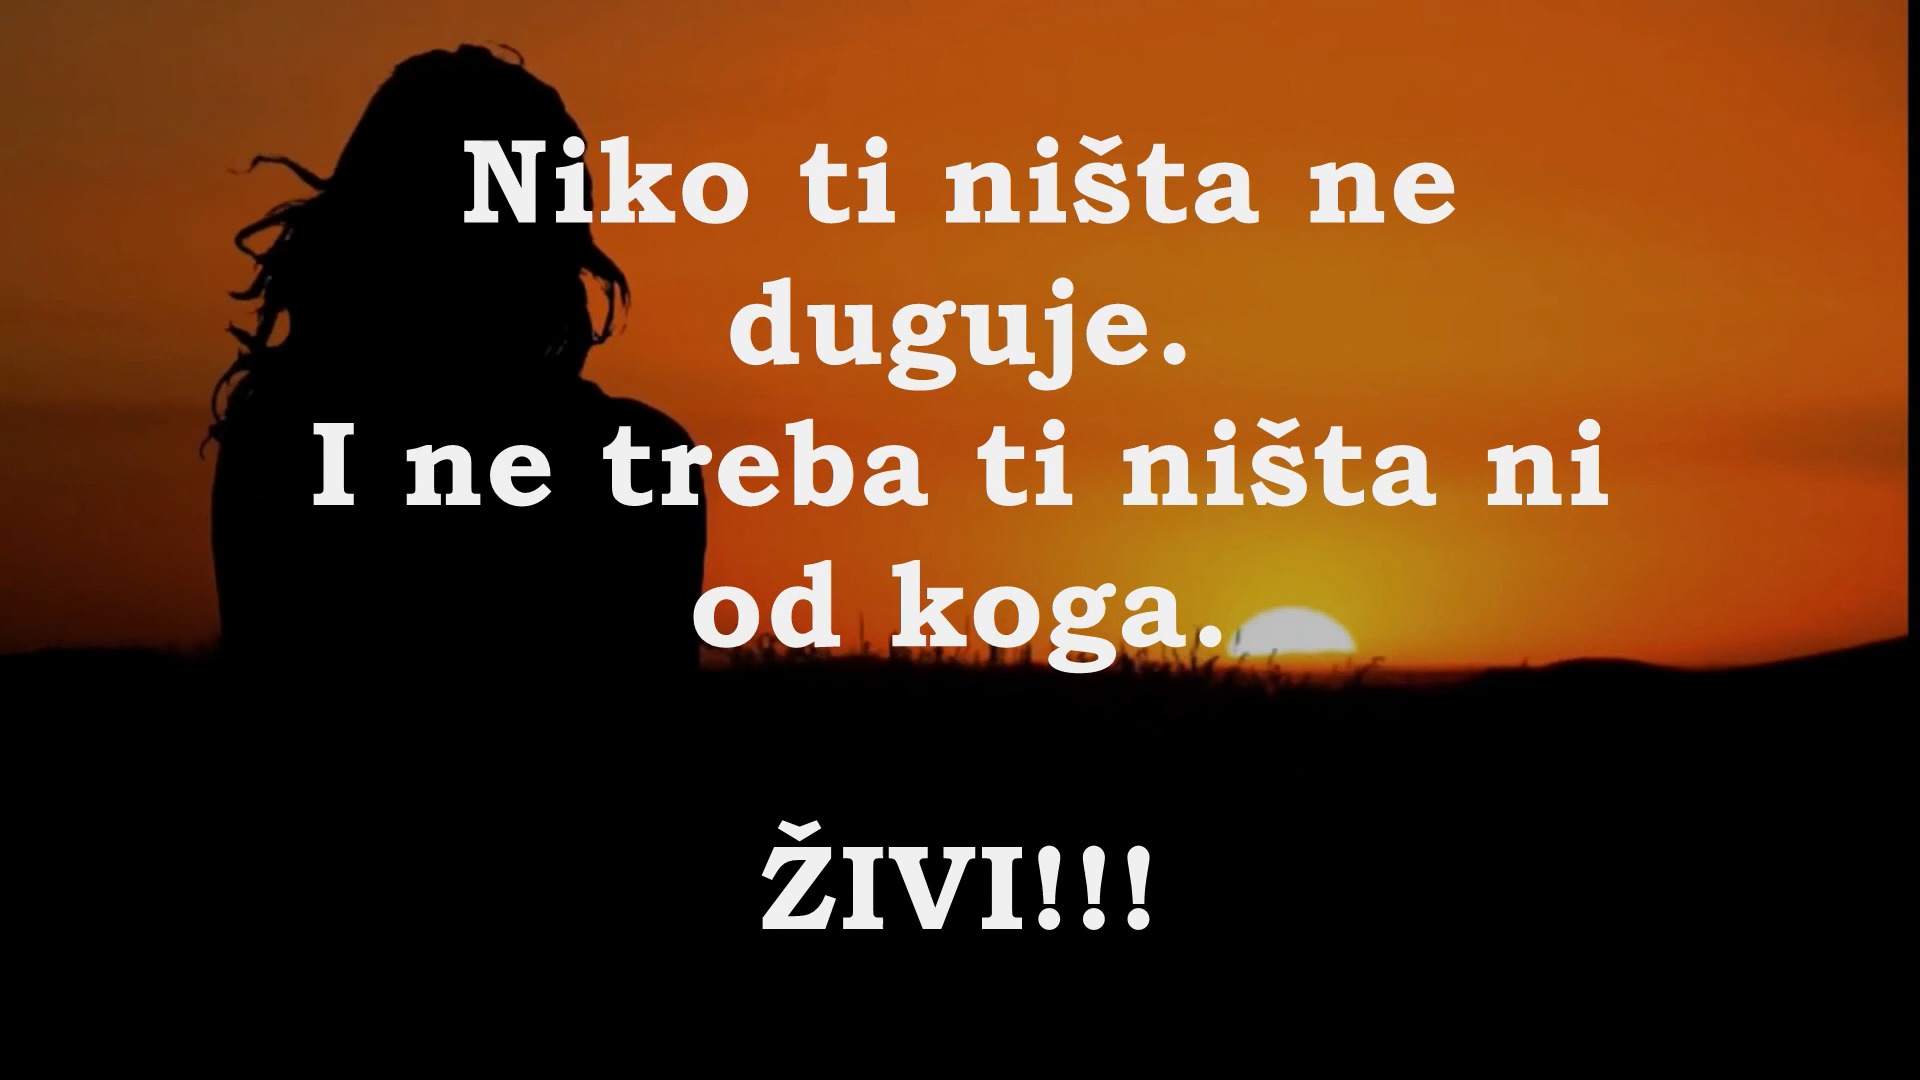 Niko ti ništa ne
duguje.
I ne treba ti ništa ni
od koga.
ŽIVI!!!